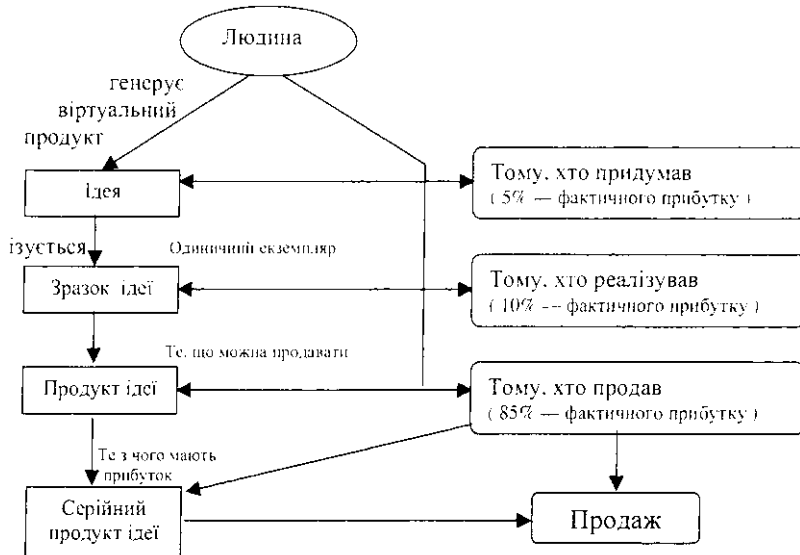 Людина
генерує
віртуальний
продукт
ідея
Тому, хто придумав
( 5% — фактичного прибутку )
ізується
Одиничний екземпляр
Зразок ідеї
Тому, хто реалізував
( 10% — фактичного прибутку )
Те, що можна продавати
Продукт ідеї
Тому, хто продав
( 85% — фактичного прибутку )
Те з чого мають
прибуток
Серійний
продукт ідеї
Продаж